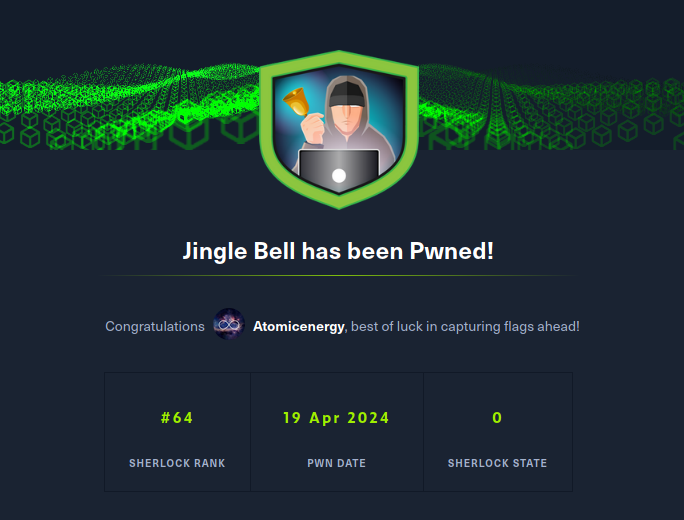 Jingle Bell has been Pwned!
Congratulations Atomicenergy, best of luck in capturing flags ahead!
#64 19 Apr 2024 0
SHERLOCK RANK PWN DATE SHERLOCK STATE